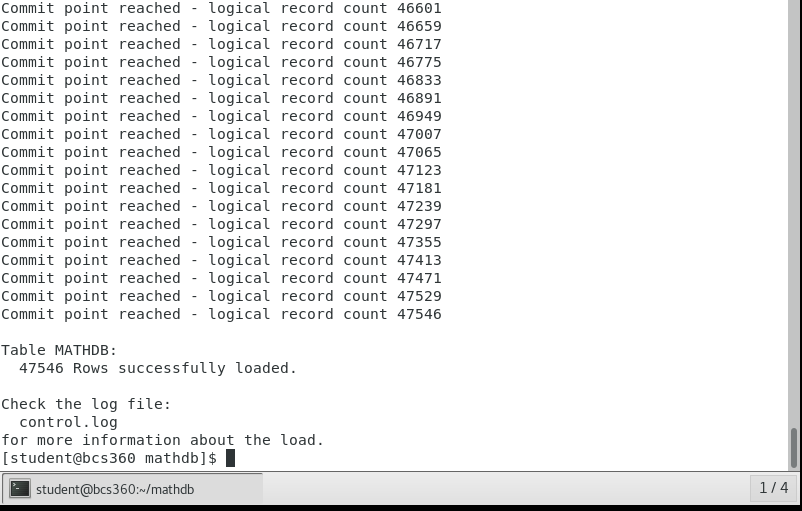 Commit point reached - logical record count 46601
Commit point reached - logical record count 46659
Commit point reached - logical record count 46717
Commit point reached - logical record count 46775
Commit point reached - logical record count 46833
Commit point reached - logical record count 46891
Commit point reached - logical record count 46949
Commit point reached - logical record count 47007
Commit point reached - logical record count 47065
Commit point reached - logical record count 47123
Commit point reached - logical record count 47181
Commit point reached - logical record count 47239
Commit point reached - logical record count 47297
Commit point reached - logical record count 47355
Commit point reached - logical record count 47413
Commit point reached - logical record count 47471
Commit point reached - logical record count 47529
Commit point reached - logical record count 47546
Table MATHDB:
47546 Rows successfully loaded.
Check the log file:
control.log
for more information about the load.
[student@bcs360 mathdb]$
student@bcs360:~/mathdb
1 / 4